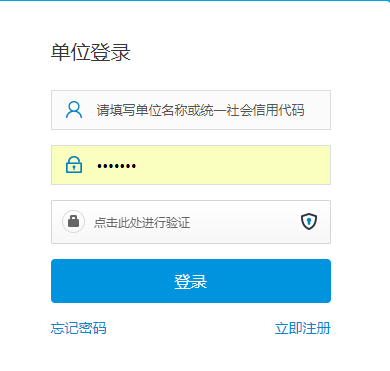 单位登录
请填写单位名称或统一社会信用代码
•••••••
点击此处进行验证
登录
忘记密码 立即注册